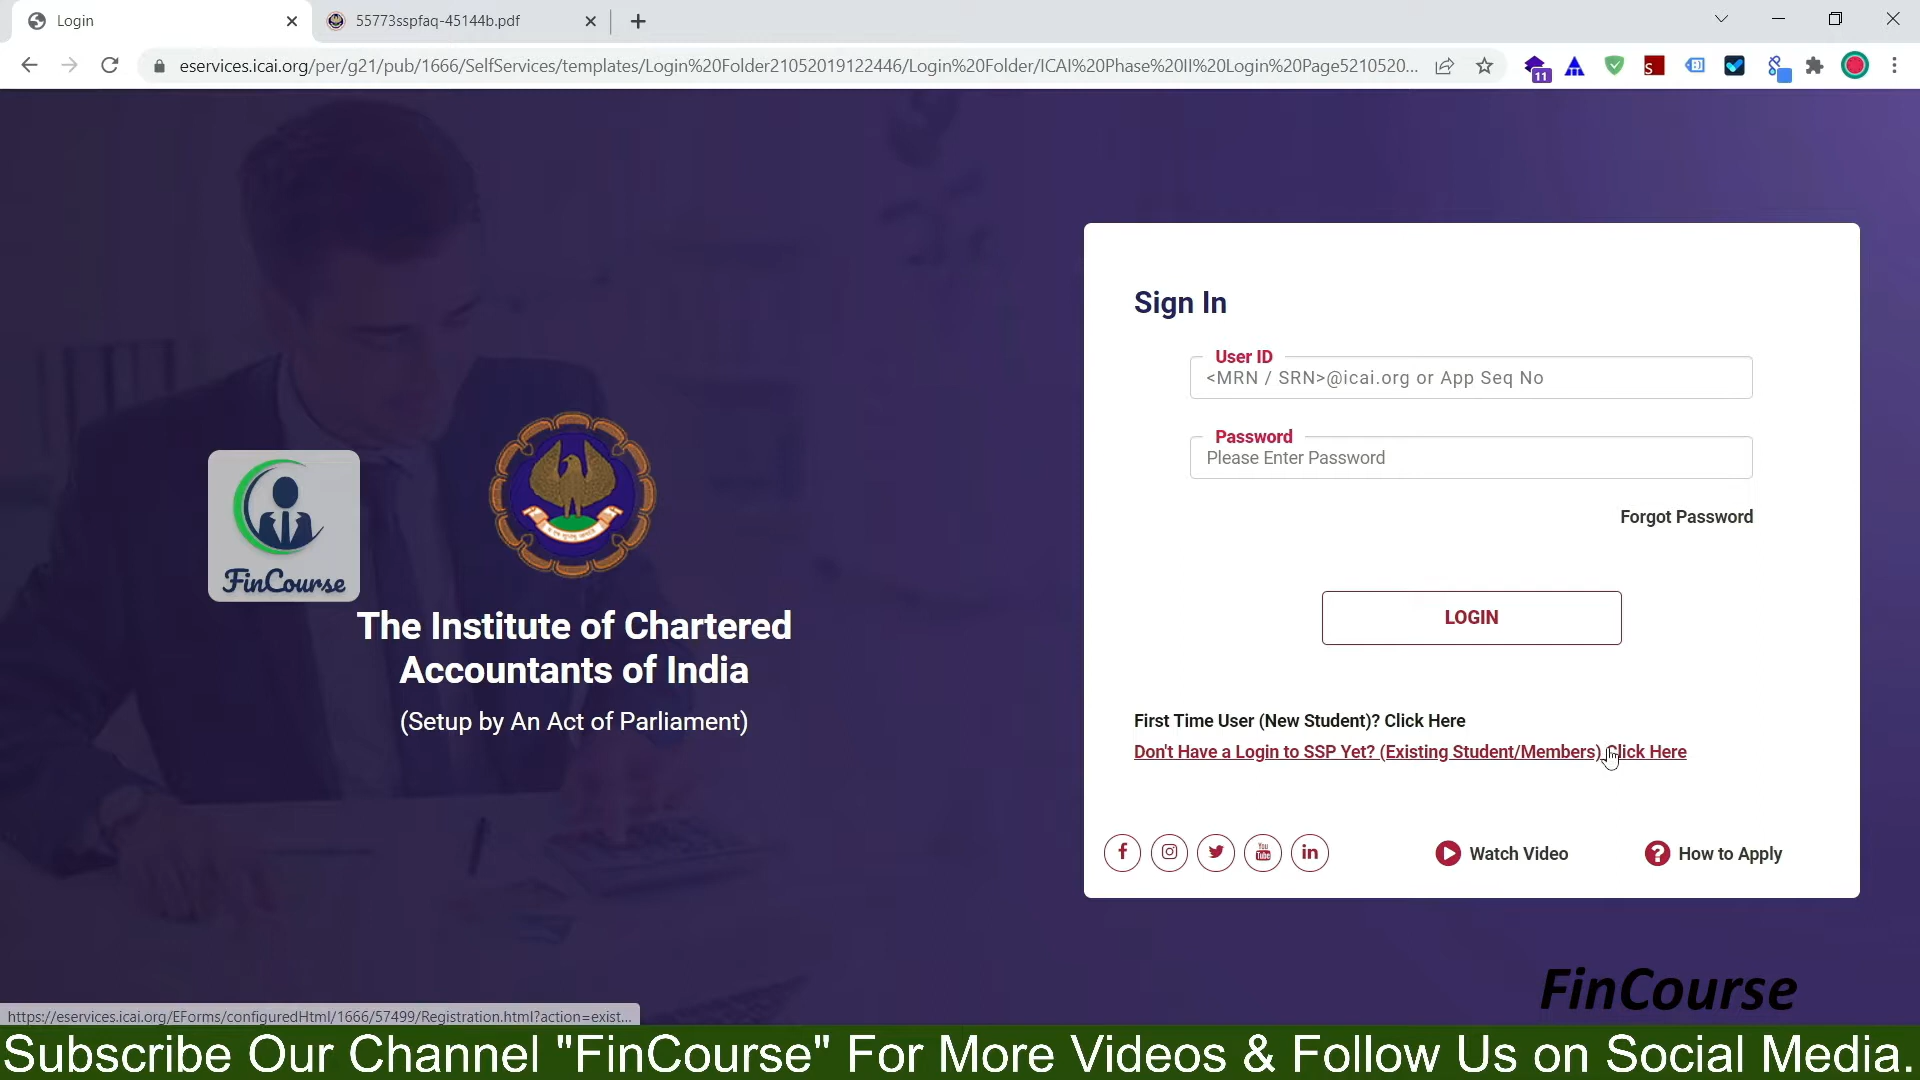 Login
55773sspfaq-45144b.pdf
eservices.icai.org/per/g21/pub/1666/SelfServices/templates/Login%20Folder21052019122446/Login%20Folder/ICAI%20Phase%20II%20Login%20Page5210520...
S
11
Sign In
User ID
<MRN / SRN>@icai.org or App Seq No
Password
Please Enter Password
Forgot Password
LOGIN
FinCourse
The Institute of Chartered
Accountants of India
(Setup by An Act of Parliament)
First Time User (New Student)? Click Here
Don't Have a Login to SSP Yet? (Existing Student/Members) Click Here
You
Tube
in
Watch Video
How to Apply
FinCourse
https://eservices.icai.org/EForms/configuredHtml/1666/57499/Registration.html?action=exist...
Subscribe Our Channel "FinCourse" For More Videos & Follow Us on Social Media.